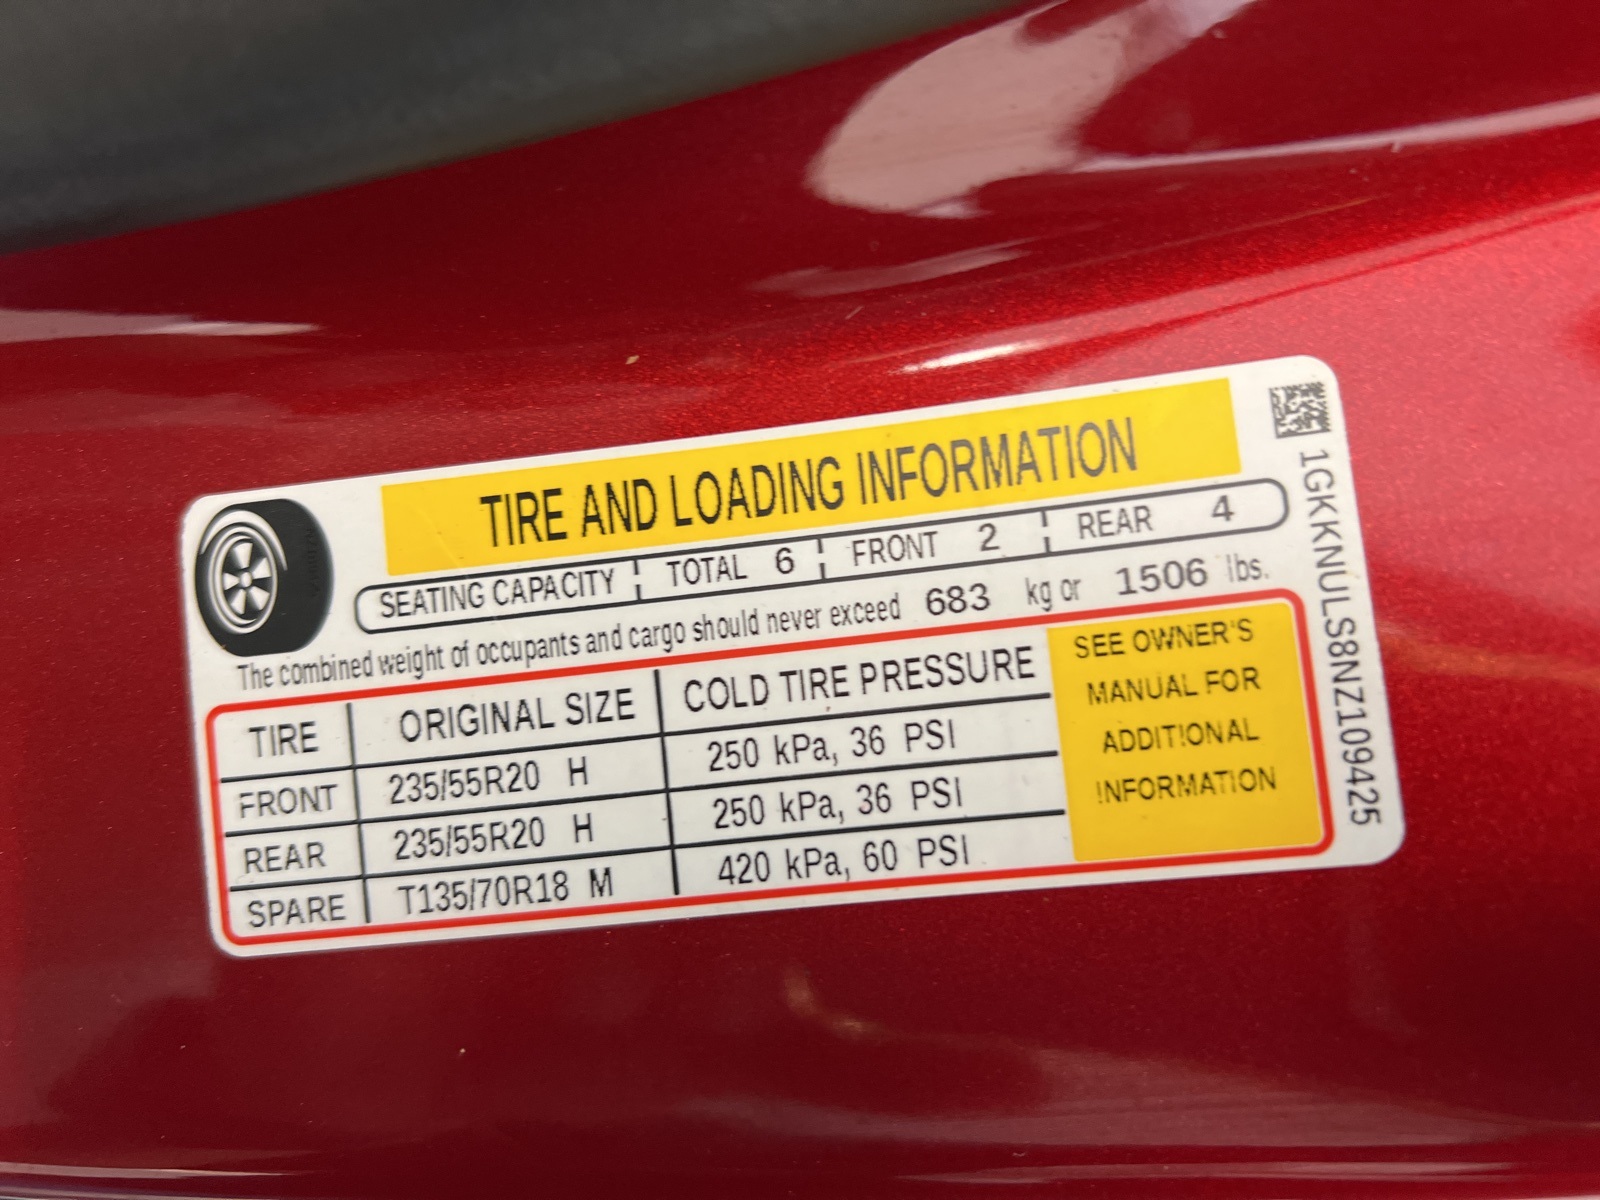 TIRE AND LOADING INFORMATION
SEATING CAPACITY TOTAL 6 FRONT 2 REAR 4
The combined weight of occupants and cargo should never exceed 683 kg or 1506 lbs.
TIRE ORIGINAL SIZE COLD TIRE PRESSURE
FRONT 235/55R20 H 250 kPa, 36 PSI
REAR 235/55R20 H 250 kPa, 36 PSI
SPARE T135/70R18 M 420 kPa, 60 PSI
SEE OWNER'S
MANUAL FOR
ADDITIONAL
INFORMATION
1GKKNULS8NZ109425